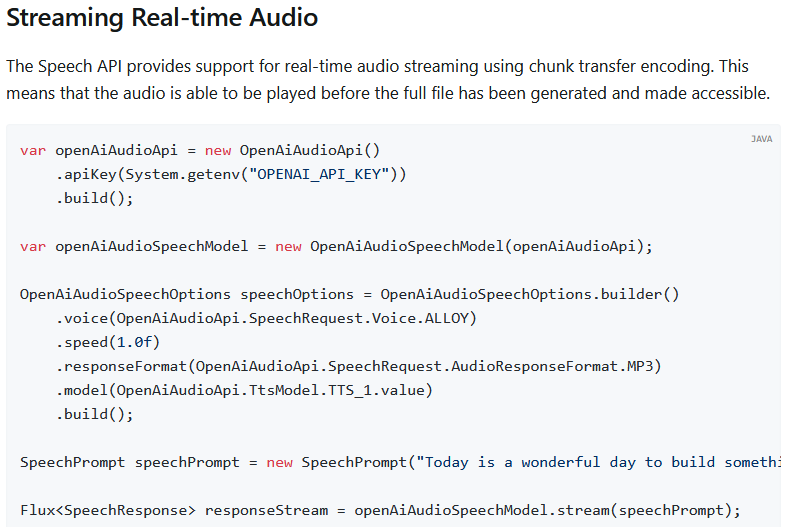 Streaming Real-time Audio
The Speech API provides support for real-time audio streaming using chunk transfer encoding. This
means that the audio is able to be played before the full file has been generated and made accessible.
JAVA
var openAiAudioApi = new OpenAiAudioApi()
    .apiKey(System.getenv("OPENAI_API_KEY"))
    .build();
var openAiAudioSpeechModel = new OpenAiAudioSpeechModel(openAiAudioApi);
OpenAiAudioSpeechOptions speechOptions = OpenAiAudioSpeechOptions.builder()
    .voice(OpenAiAudioApi.SpeechRequest.Voice.ALLOY)
    .speed(1.0f)
    .responseFormat(OpenAiAudioApi.SpeechRequest.AudioResponseFormat.MP3)
    .model(OpenAiAudioApi.TtsModel.TTS_1.value)
    .build();
SpeechPrompt speechPrompt = new SpeechPrompt("Today is a wonderful day to build
Flux<SpeechResponse> responseStream = openAiAudioSpeechModel.stream(speechPrompt);